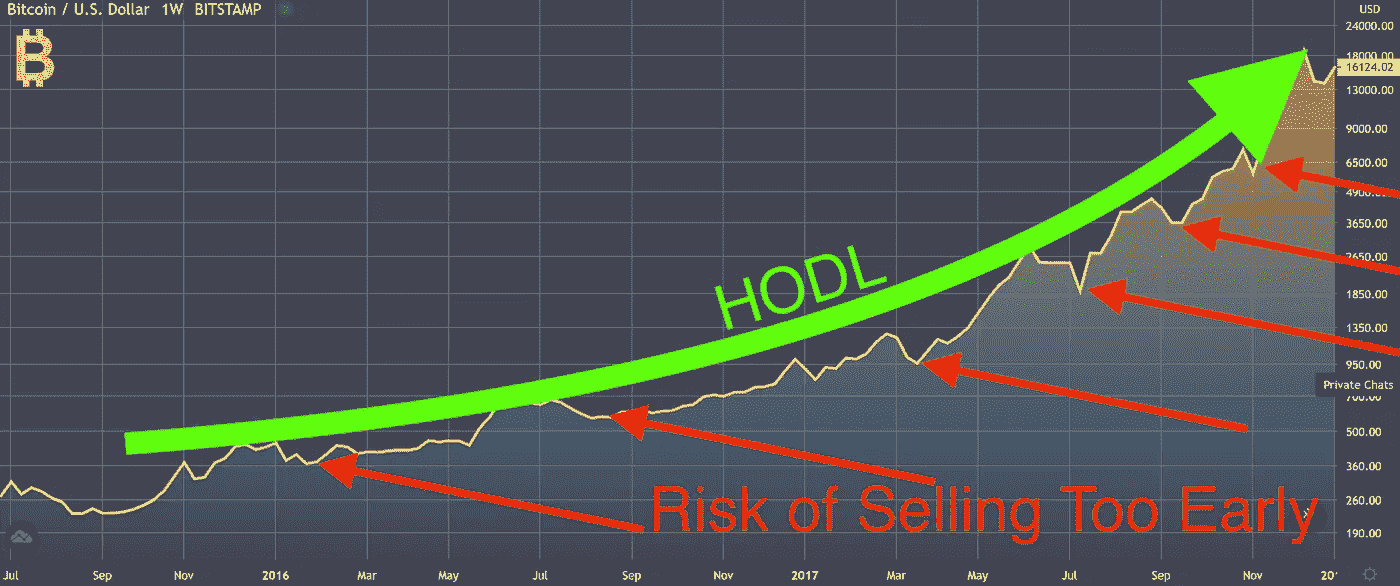 Bitcoin / U.S. Dollar 1W BITSTAMP
USD
24000.00
18000.00
16124.02
13000.00
9000.00
6500.00
4900.00
3650.00
2650.00
1850.00
1350.00
950.00
Private Chats
700.00
500.00
360.00
260.00
190.00
HODL
Risk of Selling Too Early
Jul Sep Nov 2016 Mar May Jul Sep Nov 2017 Mar May Jul Sep Nov 20'